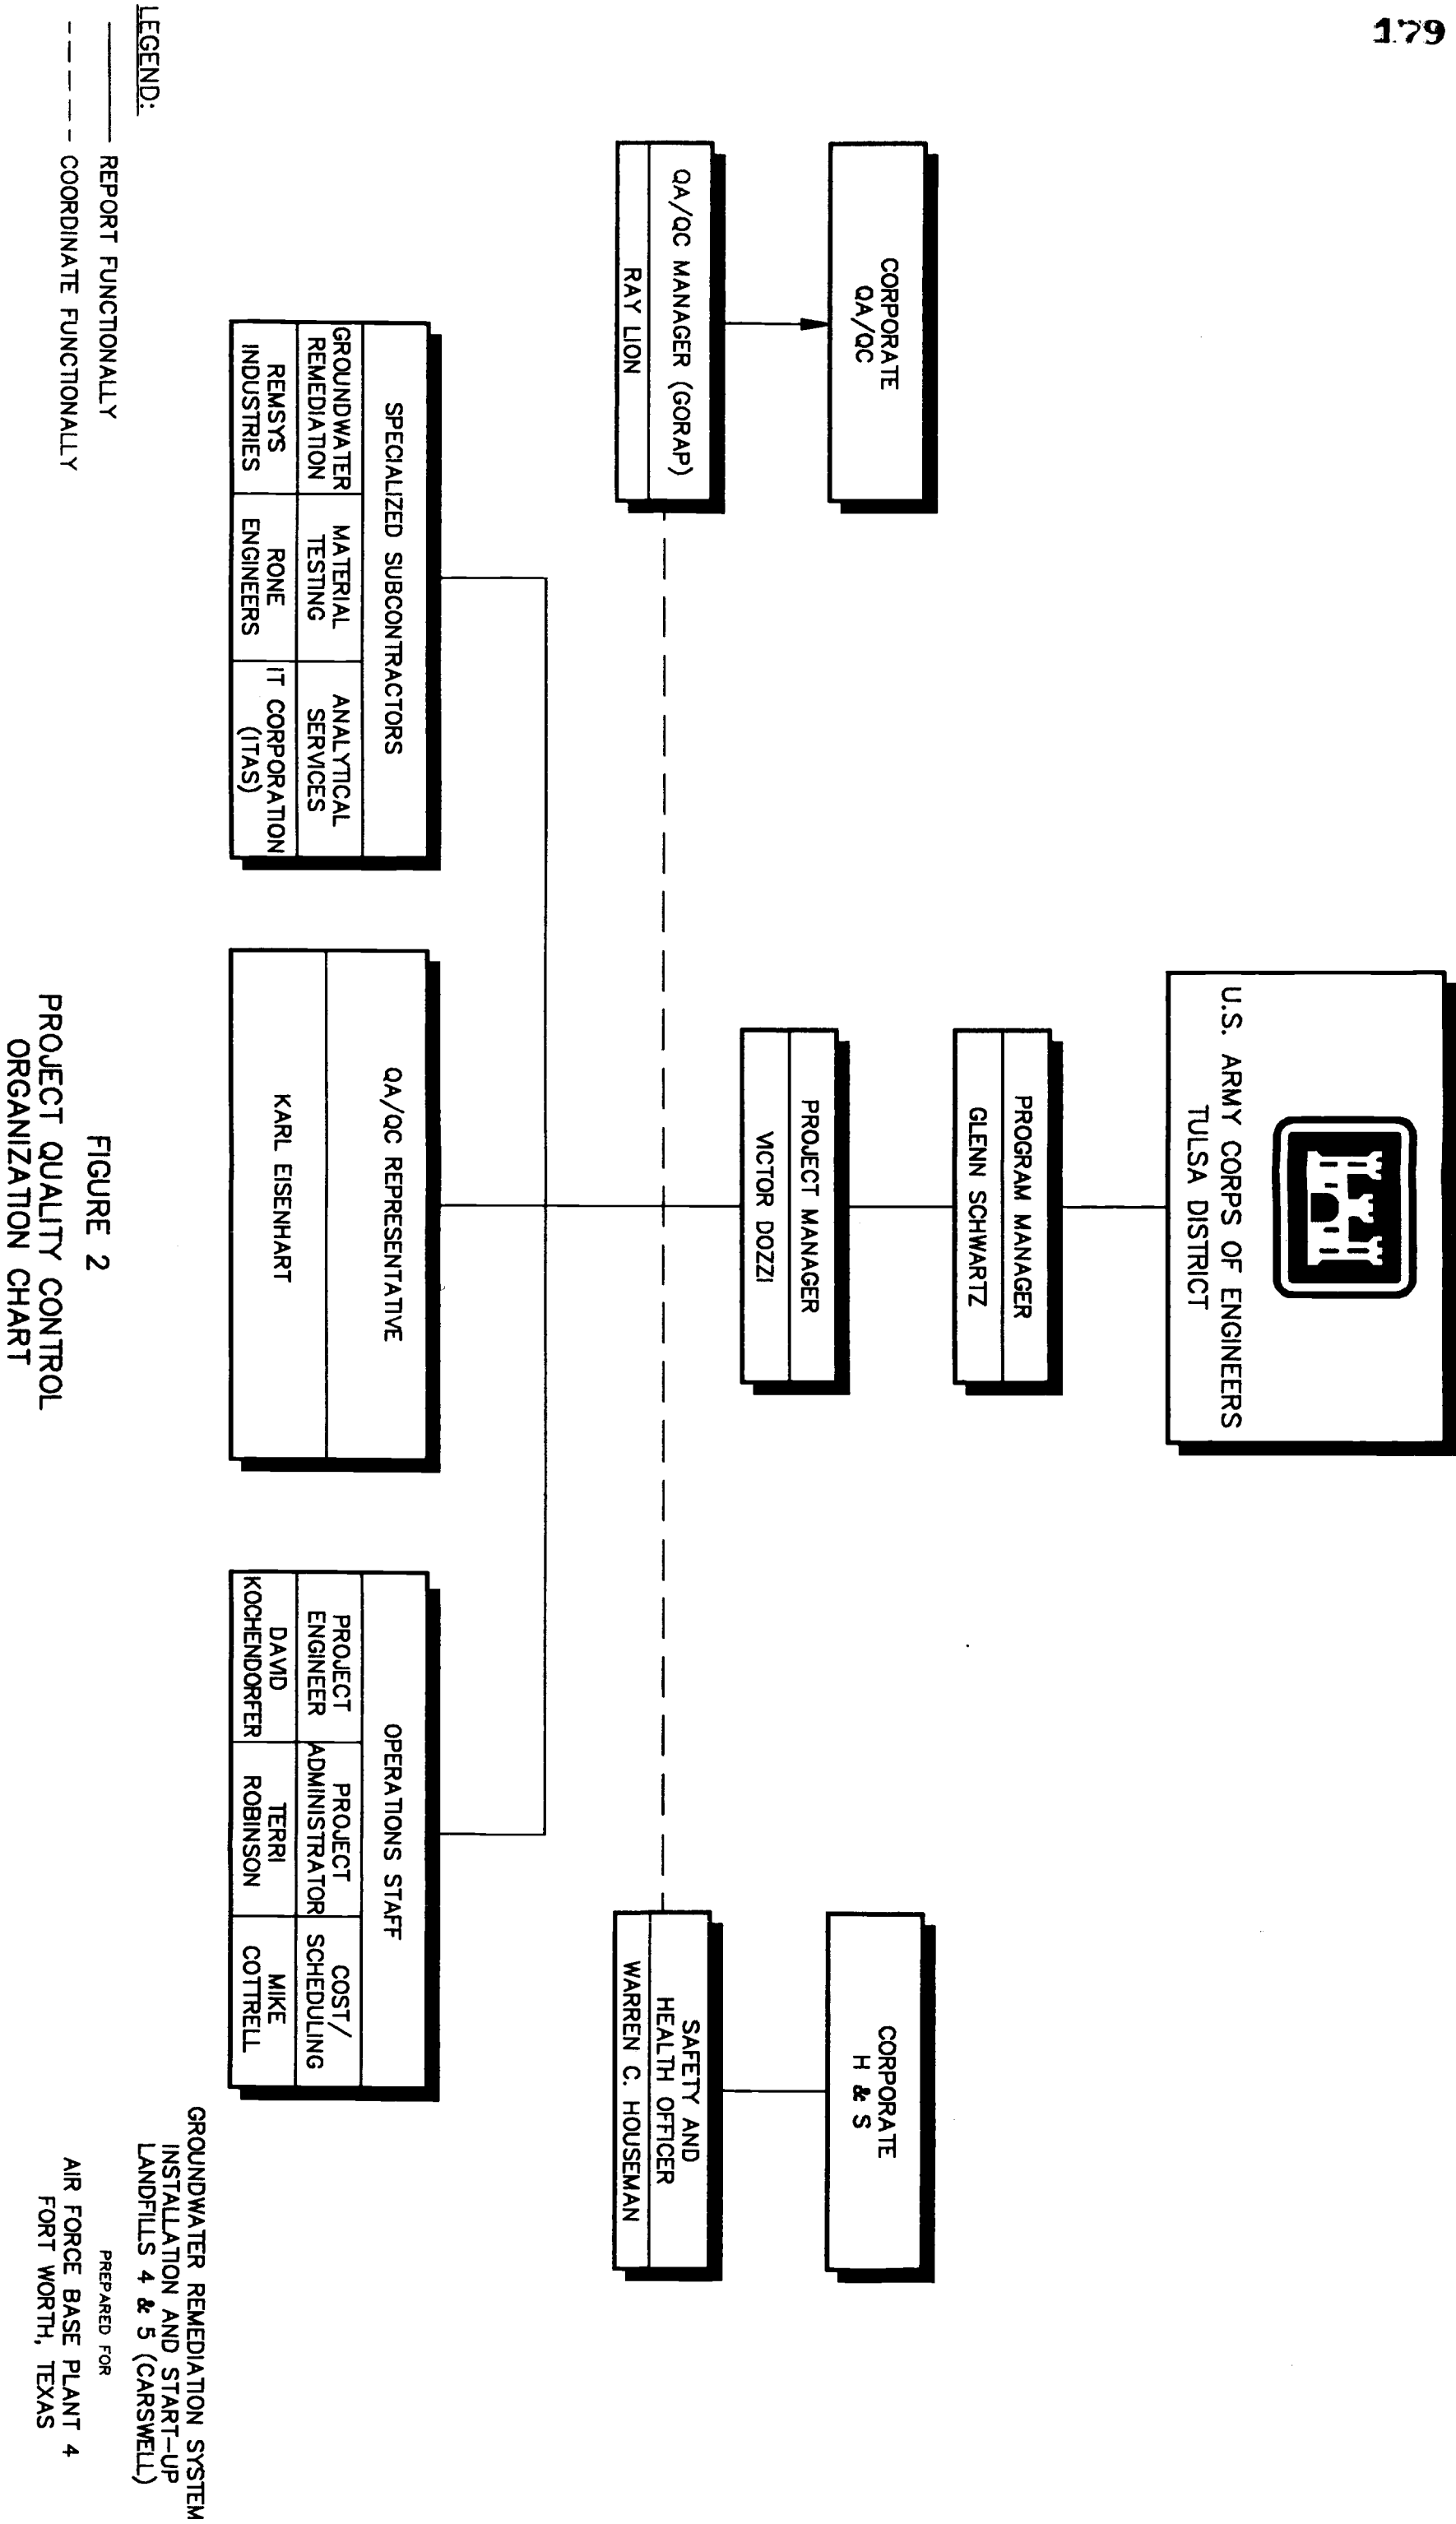 179
U.S. ARMY CORPS OF ENGINEERS
TULSA DISTRICT
PROGRAM MANAGER
GLENN SCHWARTZ
CORPORATE
QA/QC
CORPORATE
H & S
PROJECT MANAGER
VICTOR DOZZI
QA/QC MANAGER (GORAP)
RAY LION
SAFETY AND
HEALTH OFFICER
WARREN C. HOUSEMAN
SPECIALIZED SUBCONTRACTORS
GROUNDWATER
REMEDIATION
MATERIAL
TESTING
ANALYTICAL
SERVICES
REMSYS
INDUSTRIES
RONE
ENGINEERS
IT CORPORATION
(ITAS)
QA/QC REPRESENTATIVE
KARL EISENHART
OPERATIONS STAFF
PROJECT
ENGINEER
PROJECT
ADMINISTRATOR
COST/
SCHEDULING
DAVID
KOCHENDORFER
TERRI
ROBINSON
MIKE
COTTRELL
LEGEND:
REPORT FUNCTIONALLY
COORDINATE FUNCTIONALLY
FIGURE 2
PROJECT QUALITY CONTROL
ORGANIZATION CHART
GROUNDWATER REMEDIATION SYSTEM
INSTALLATION AND START-UP
LANDFILLS 4 & 5 (CARSWELL)
PREPARED FOR
AIR FORCE BASE PLANT 4
FORT WORTH, TEXAS